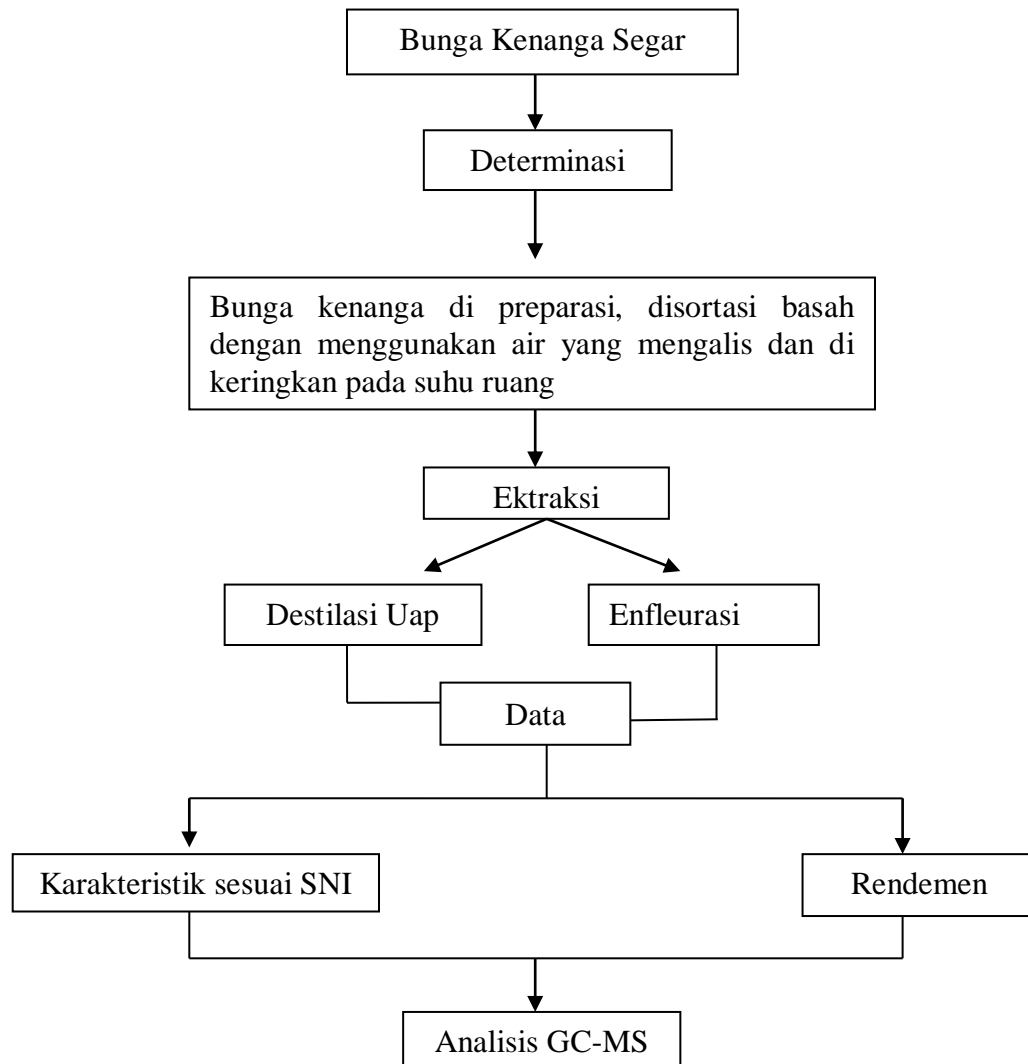 Bunga Kenanga Segar
Determinasi
Bunga kenanga di preparasi, disortasi basah
dengan menggunakan air yang mengalis dan di
keringkan pada suhu ruang
Ektraksi
Destilasi Uap
Enfleurasi
Data
Karakteristik sesuai SNI
Rendemen
Analisis GC-MS